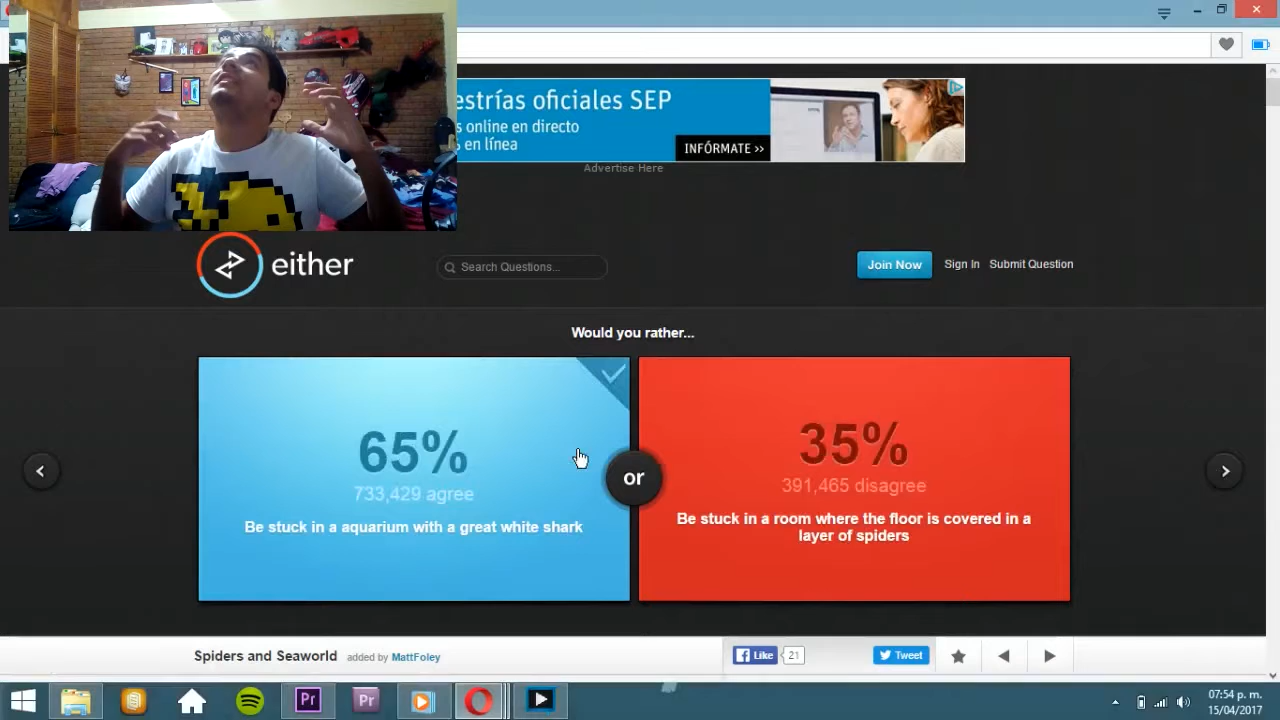 estrías oficiales SEP
s online en directo
en línea
INFÓRMATE >>
Advertise Here
either
Search Questions...
Join Now
Sign In
Submit Question
Would you rather...
65%
733,429 agree
Be stuck in a aquarium with a great white shark
or
35%
391,465 disagree
Be stuck in a room where the floor is covered in a
layer of spiders
Spiders and Seaworld added by MattFoley
Like 21
Tweet
Pr
Pr
07:54 p. m.
15/04/2017